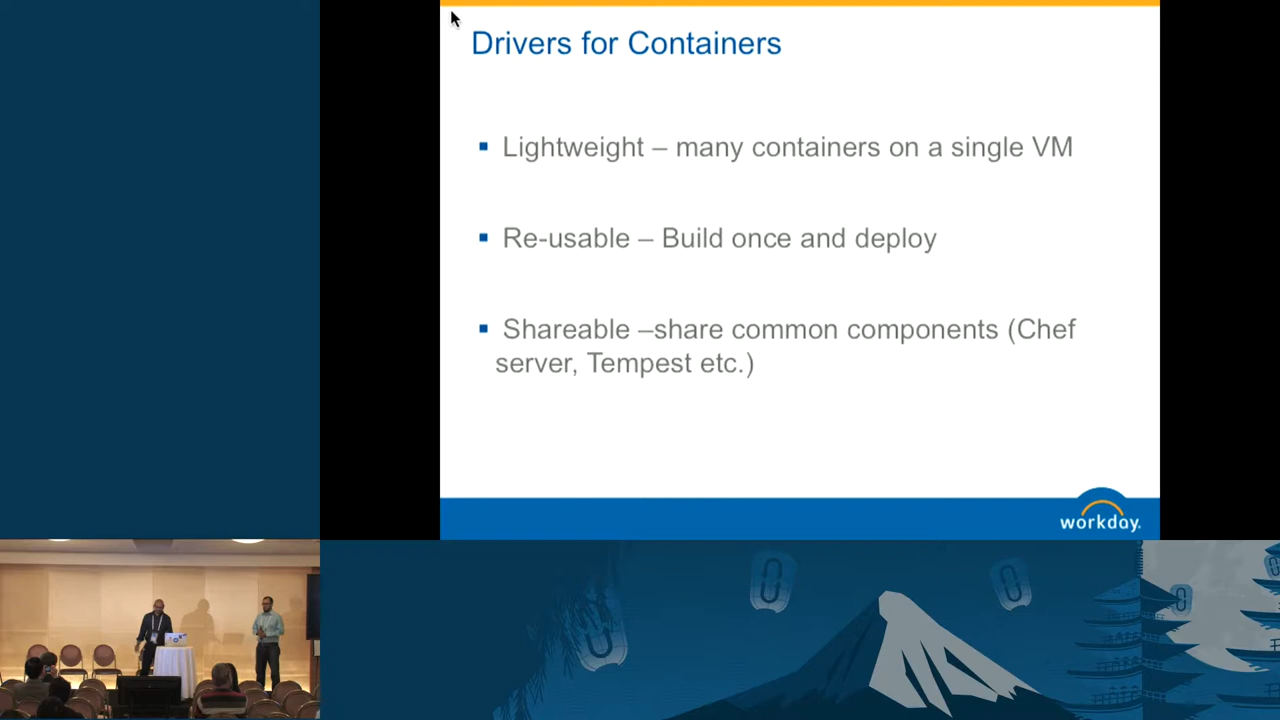 Drivers for Containers
▪ Lightweight – many containers on a single VM
▪ Re-usable – Build once and deploy
▪ Shareable –share common components (Chef
server, Tempest etc.)
workday.